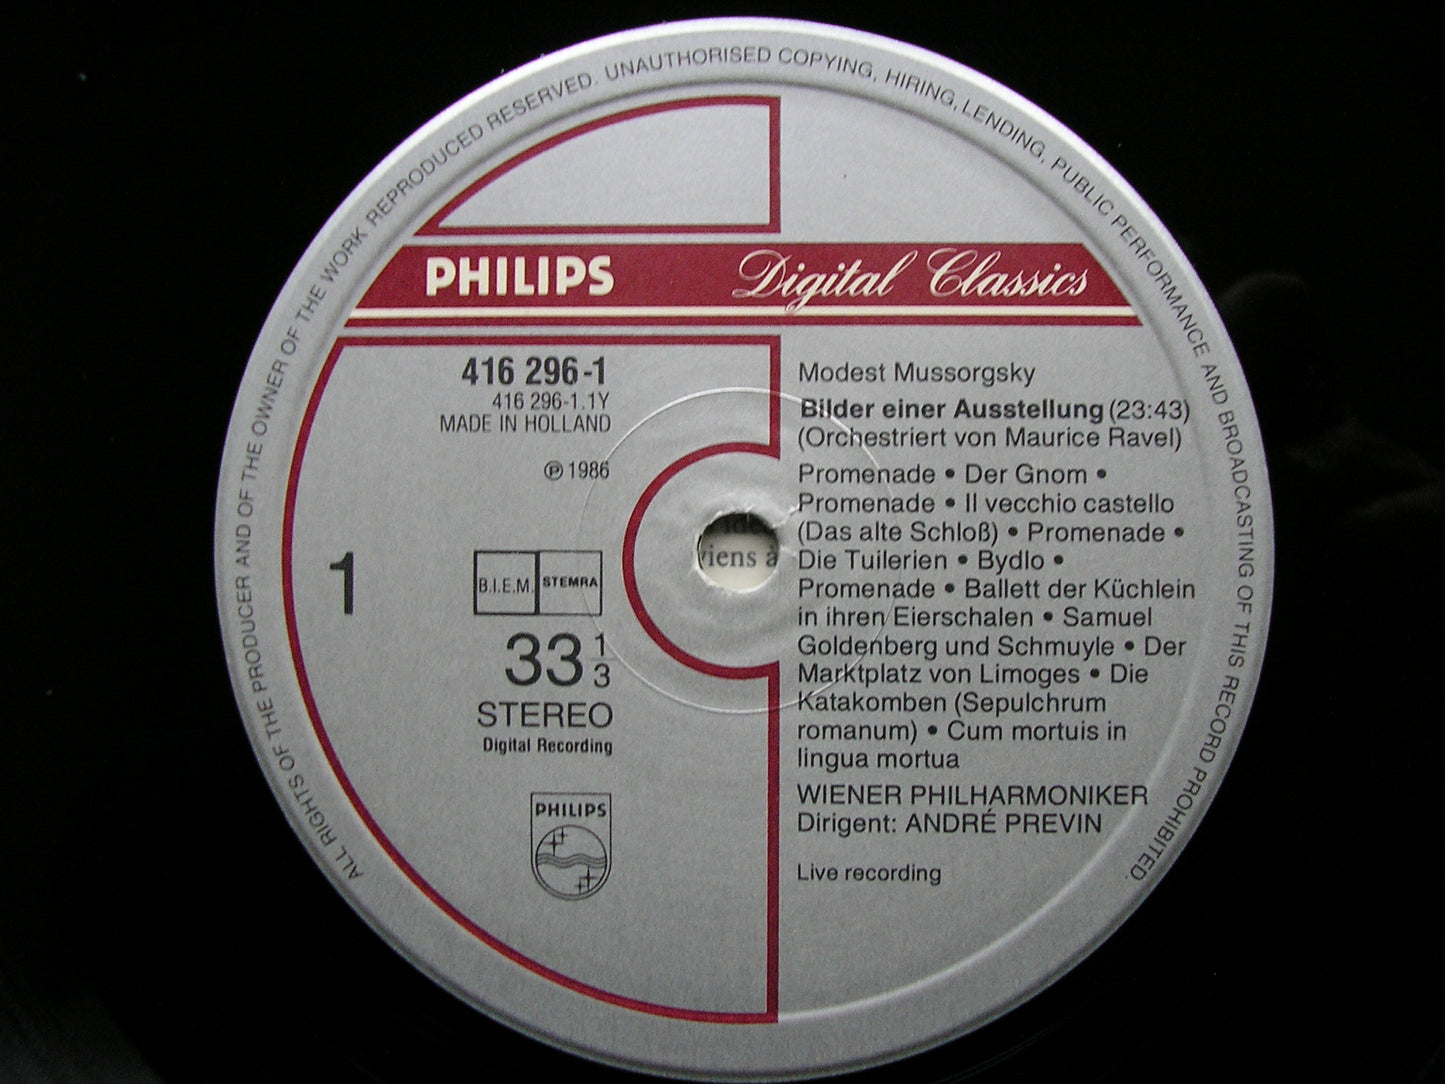 ALL RIGHTS OF THE PRODUCER AND OF THE OWNER OF THE WORK REPRODUCED RESERVED. UNAUTHORISED COPYING, HIRING, LENDING, PUBLIC PERFORMANCE AND BROADCASTING OF THIS RECORD PROHIBITED.
PHILIPS Digital Classics
416 296-1
416 296-1.1Y
MADE IN HOLLAND
℗ 1986
1
B.I.E.M. STEMRA
33 1/3
STEREO
Digital Recording
PHILIPS
Modest Mussorgsky
Bilder einer Ausstellung (23:43)
(Orchestriert von Maurice Ravel)
Promenade • Der Gnom •
Promenade • Il vecchio castello
(Das alte Schloß) • Promenade •
Die Tuilerien • Bydlo •
Promenade • Ballett der Küchlein
in ihren Eierschalen • Samuel
Goldenberg und Schmuyle • Der
Marktplatz von Limoges • Die
Katakomben (Sepulchrum
romanum) • Cum mortuis in
lingua mortua
WIENER PHILHARMONIKER
Dirigent: ANDRÉ PREVIN
Live recording